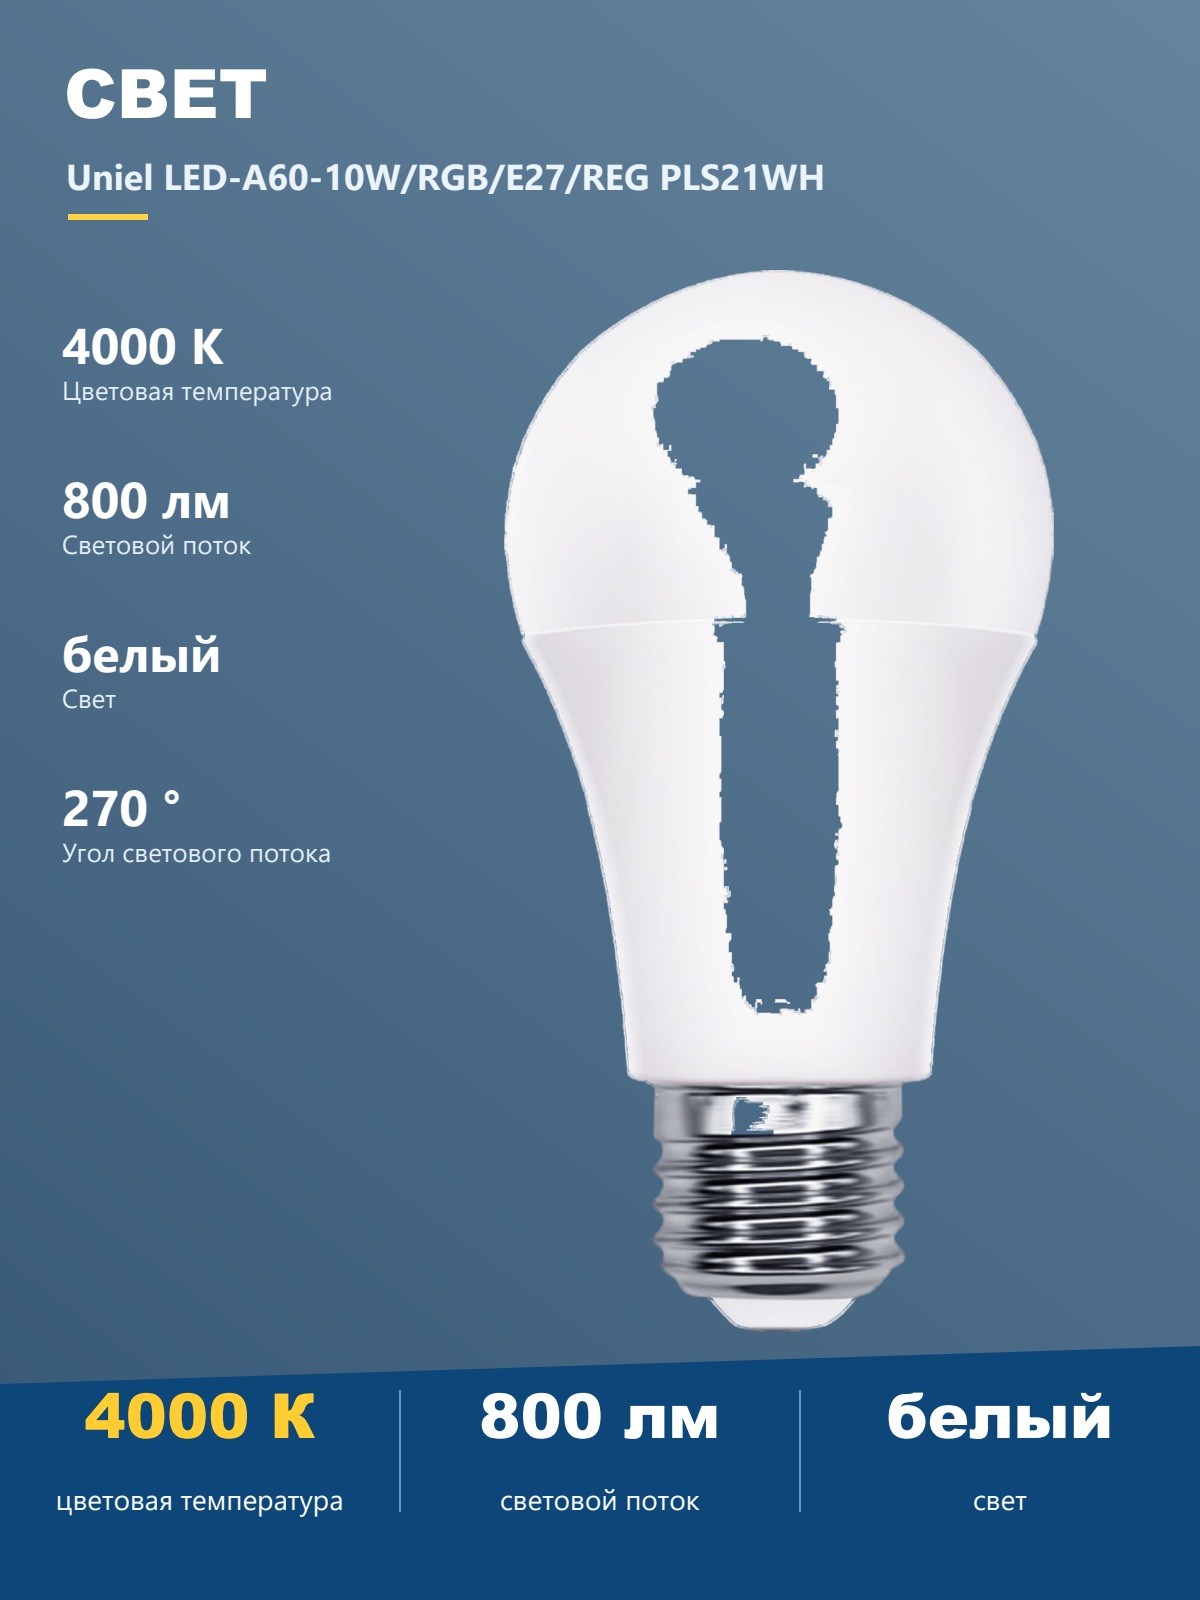 СВЕТ
Uniel LED-A60-10W/RGB/E27/REG PLS21WH
4000 К
Цветовая температура
800 лм
Световой поток
белый
Свет
270 °
Угол светового потока
4000 К
цветовая температура
800 лм
световой поток
белый
свет